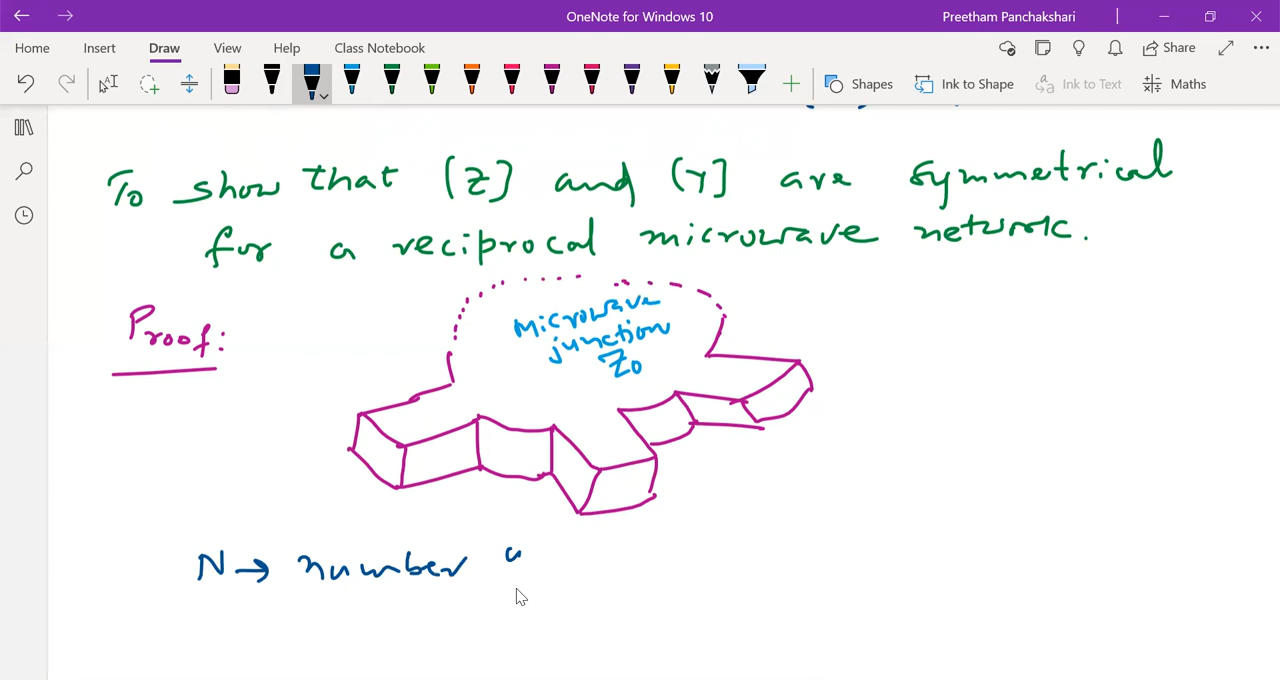 OneNote for Windows 10
Preetham Panchakshari
Home Insert Draw View Help Class Notebook
Share
Shapes Ink to Shape Ink to Text Maths
To show that [Z] and [Y] are symmetrical
for a reciprocal microwave network.
Proof:
Microwave
junction
Z0
N → number